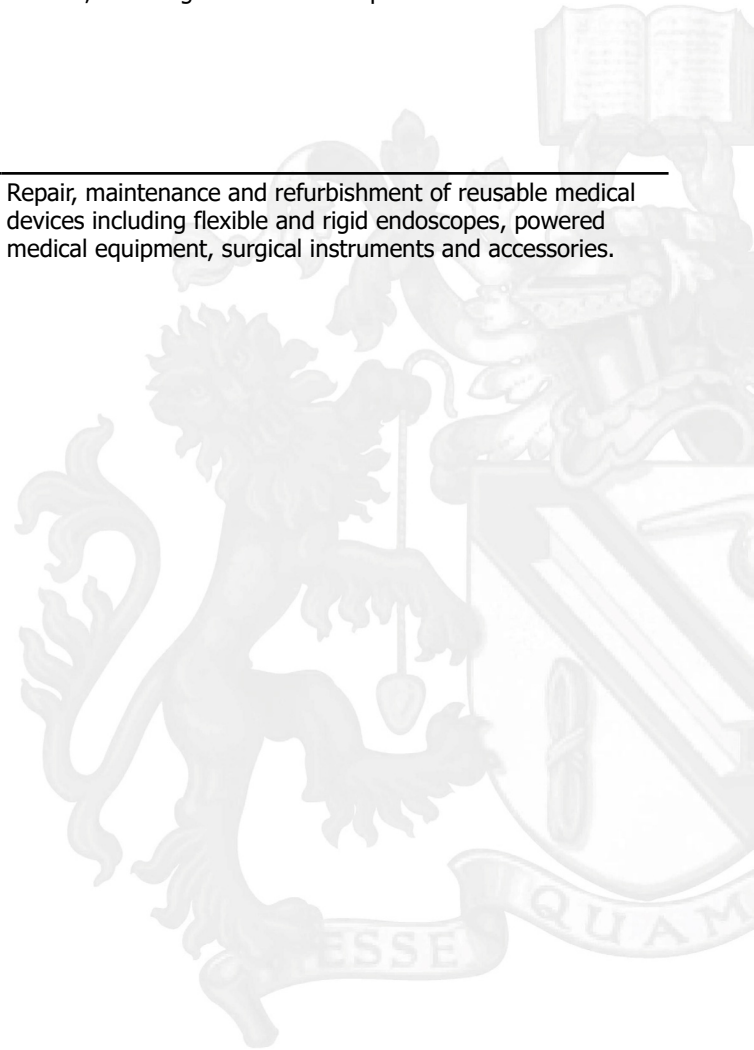 Repair, maintenance and refurbishment of reusable medical
devices including flexible and rigid endoscopes, powered
medical equipment, surgical instruments and accessories.
ESSE
QUAM